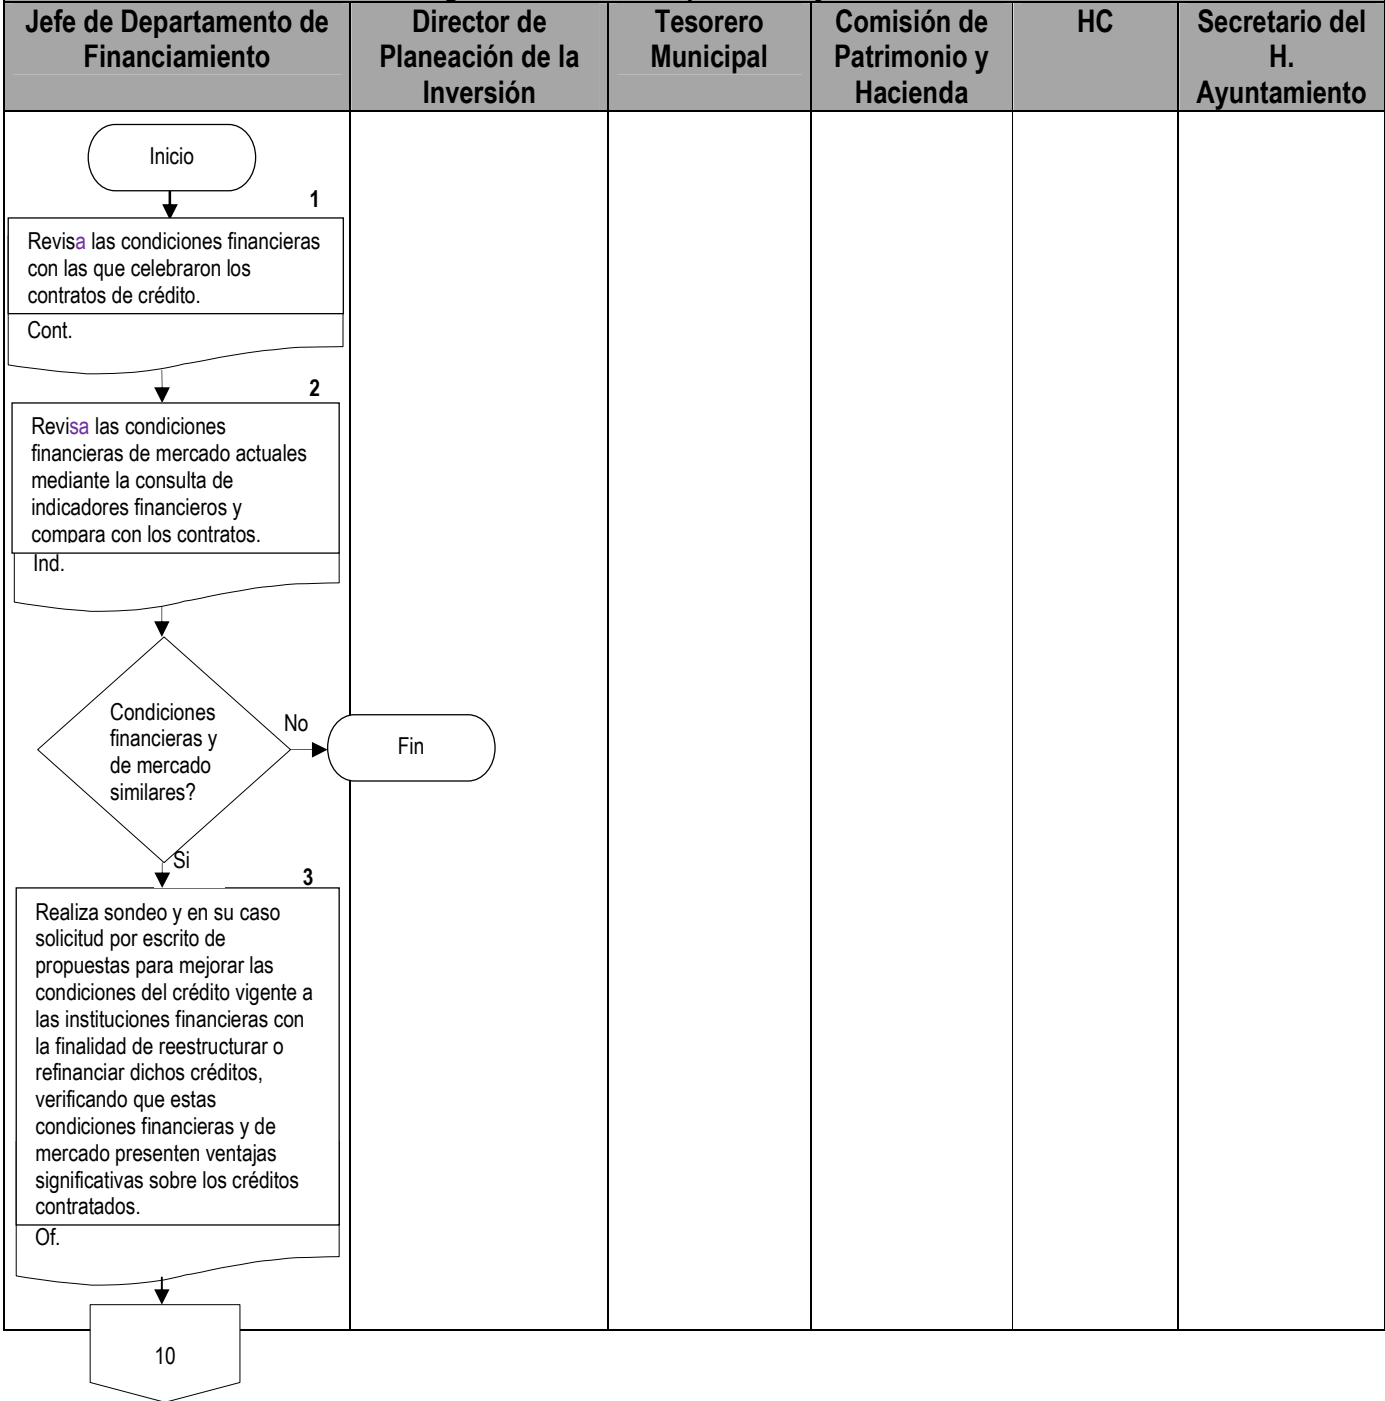 Jefe de Departamento de
Financiamiento
Director de
Planeación de la
Inversión
Tesorero
Municipal
Comisión de
Patrimonio y
Hacienda
HC
Secretario del
H.
Ayuntamiento
Inicio
1
Revisa las condiciones financieras
con las que celebraron los
contratos de crédito.
Cont.
2
Revisa las condiciones
financieras de mercado actuales
mediante la consulta de
indicadores financieros y
compara con los contratos.
Ind.
Condiciones
financieras y
de mercado
similares?
No
Fin
Si
3
Realiza sondeo y en su caso
solicitud por escrito de
propuestas para mejorar las
condiciones del crédito vigente a
las instituciones financieras con
la finalidad de reestructurar o
refinanciar dichos créditos,
verificando que estas
condiciones financieras y de
mercado presenten ventajas
significativas sobre los créditos
contratados.
Of.
10